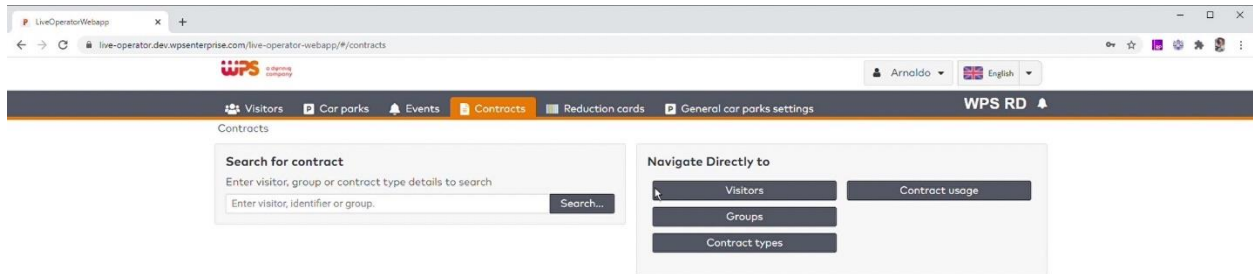 LiveOperatorWebapp
live-operator.dev.wpsenterprise.com/live-operator-webapp/#/contracts
WPS a dormig company
Arnaldo English
Visitors Car parks Events Contracts Reduction cards General car parks settings WPS RD
Contracts
Search for contract
Enter visitor, group or contract type details to search
Enter visitor, identifier or group. Search...
Navigate Directly to
Visitors Contract usage
Groups
Contract types